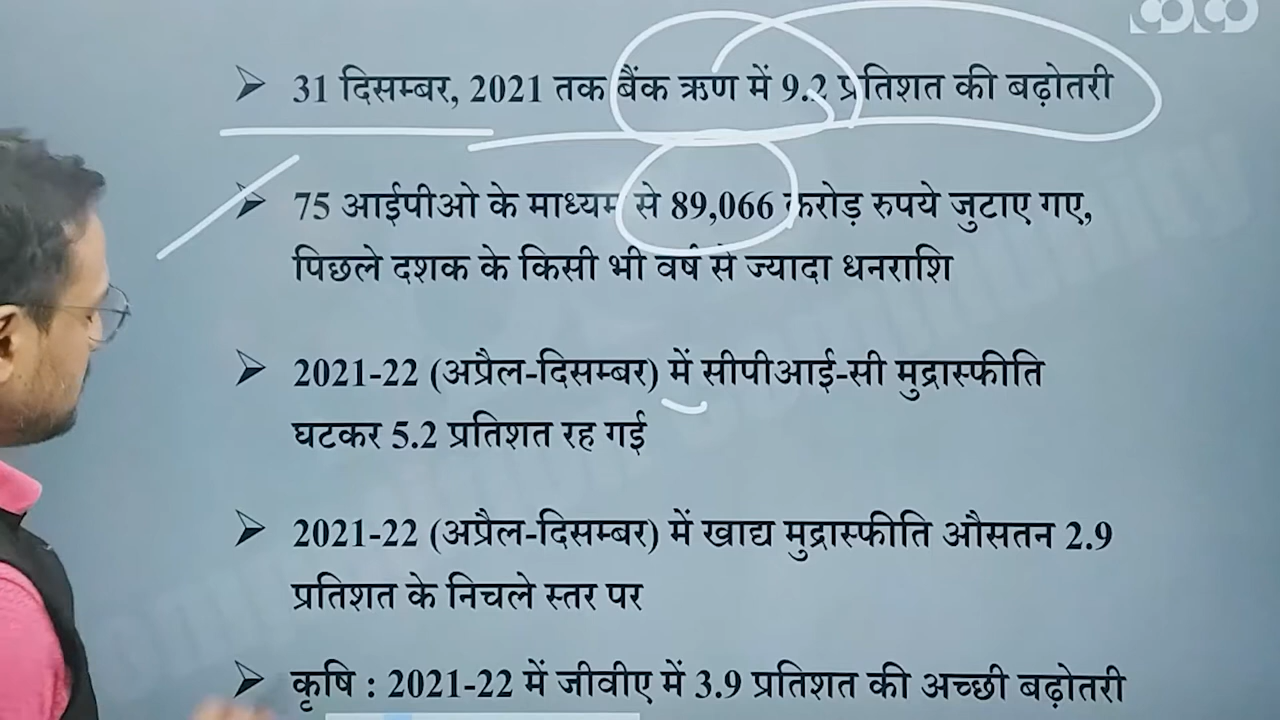 31 दिसम्बर, 2021 तक बैंक ऋण में 9.2 प्रतिशत की बढ़ोतरी
75 आईपीओ के माध्यम से 89,066 करोड़ रुपये जुटाए गए,
पिछले दशक के किसी भी वर्ष से ज्यादा धनराशि
2021-22 (अप्रैल-दिसम्बर) में सीपीआई-सी मुद्रास्फीति
घटकर 5.2 प्रतिशत रह गई
2021-22 (अप्रैल-दिसम्बर) में खाद्य मुद्रास्फीति औसतन 2.9
प्रतिशत के निचले स्तर पर
कृषि : 2021-22 में जीवीए में 3.9 प्रतिशत की अच्छी बढ़ोतरी